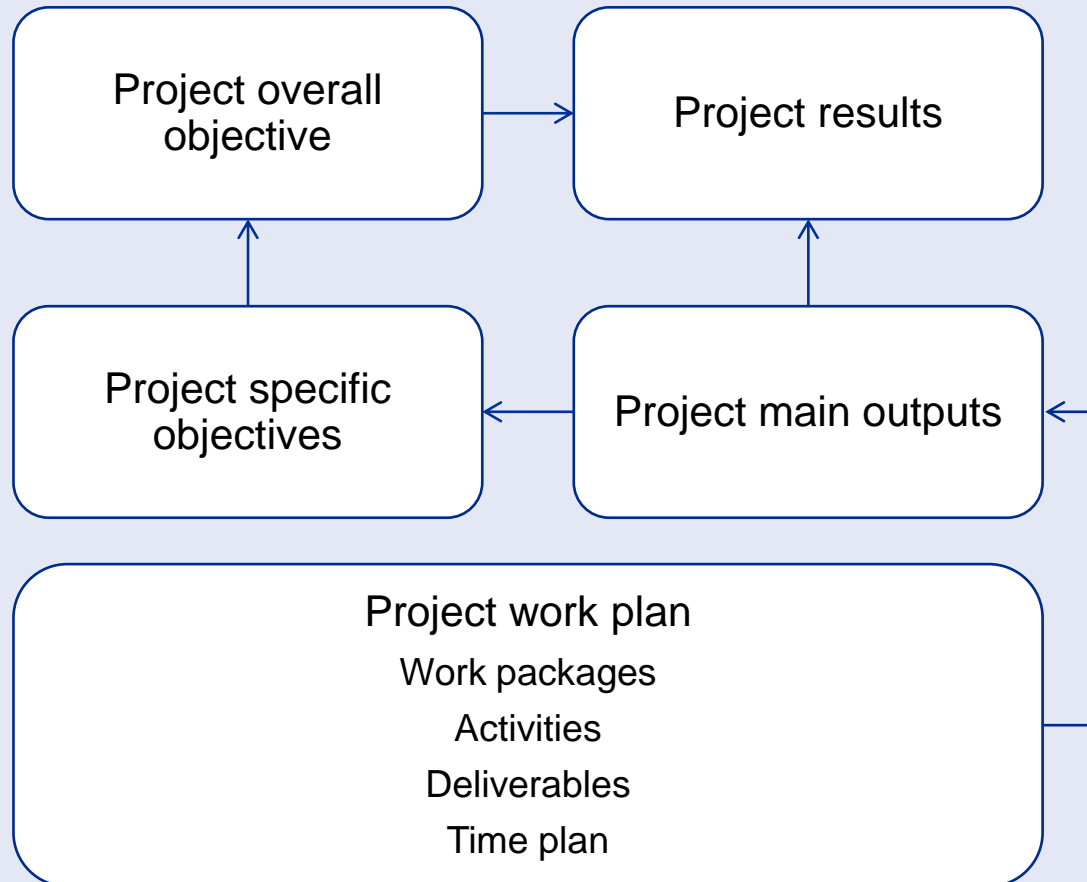 Project overall
objective
Project results
Project specific
objectives
Project main outputs
Project work plan
Work packages
Activities
Deliverables
Time plan